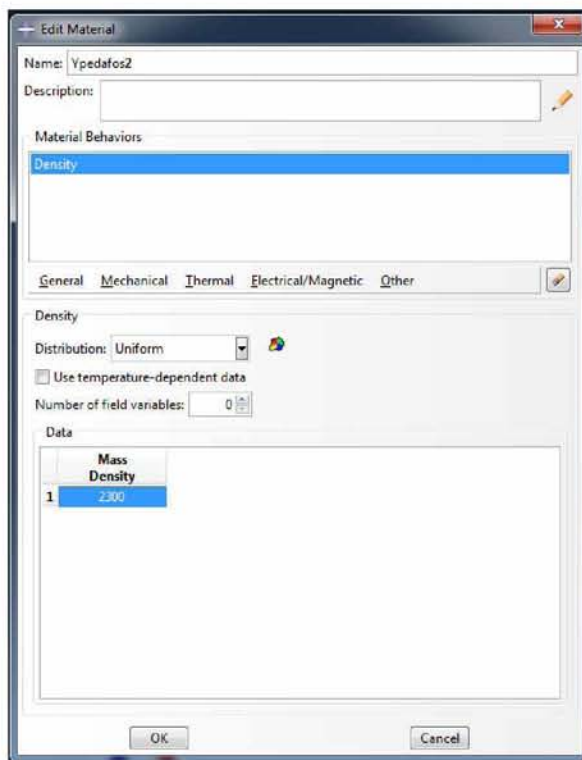 Edit Material
Name: Ypedafos2
Description:
Material Behaviors
Density
General Mechanical Thermal Electrical/Magnetic Other
Density
Distribution: Uniform
Use temperature-dependent data
Number of field variables: 0
Data
Mass
Density
1 2300
OK Cancel